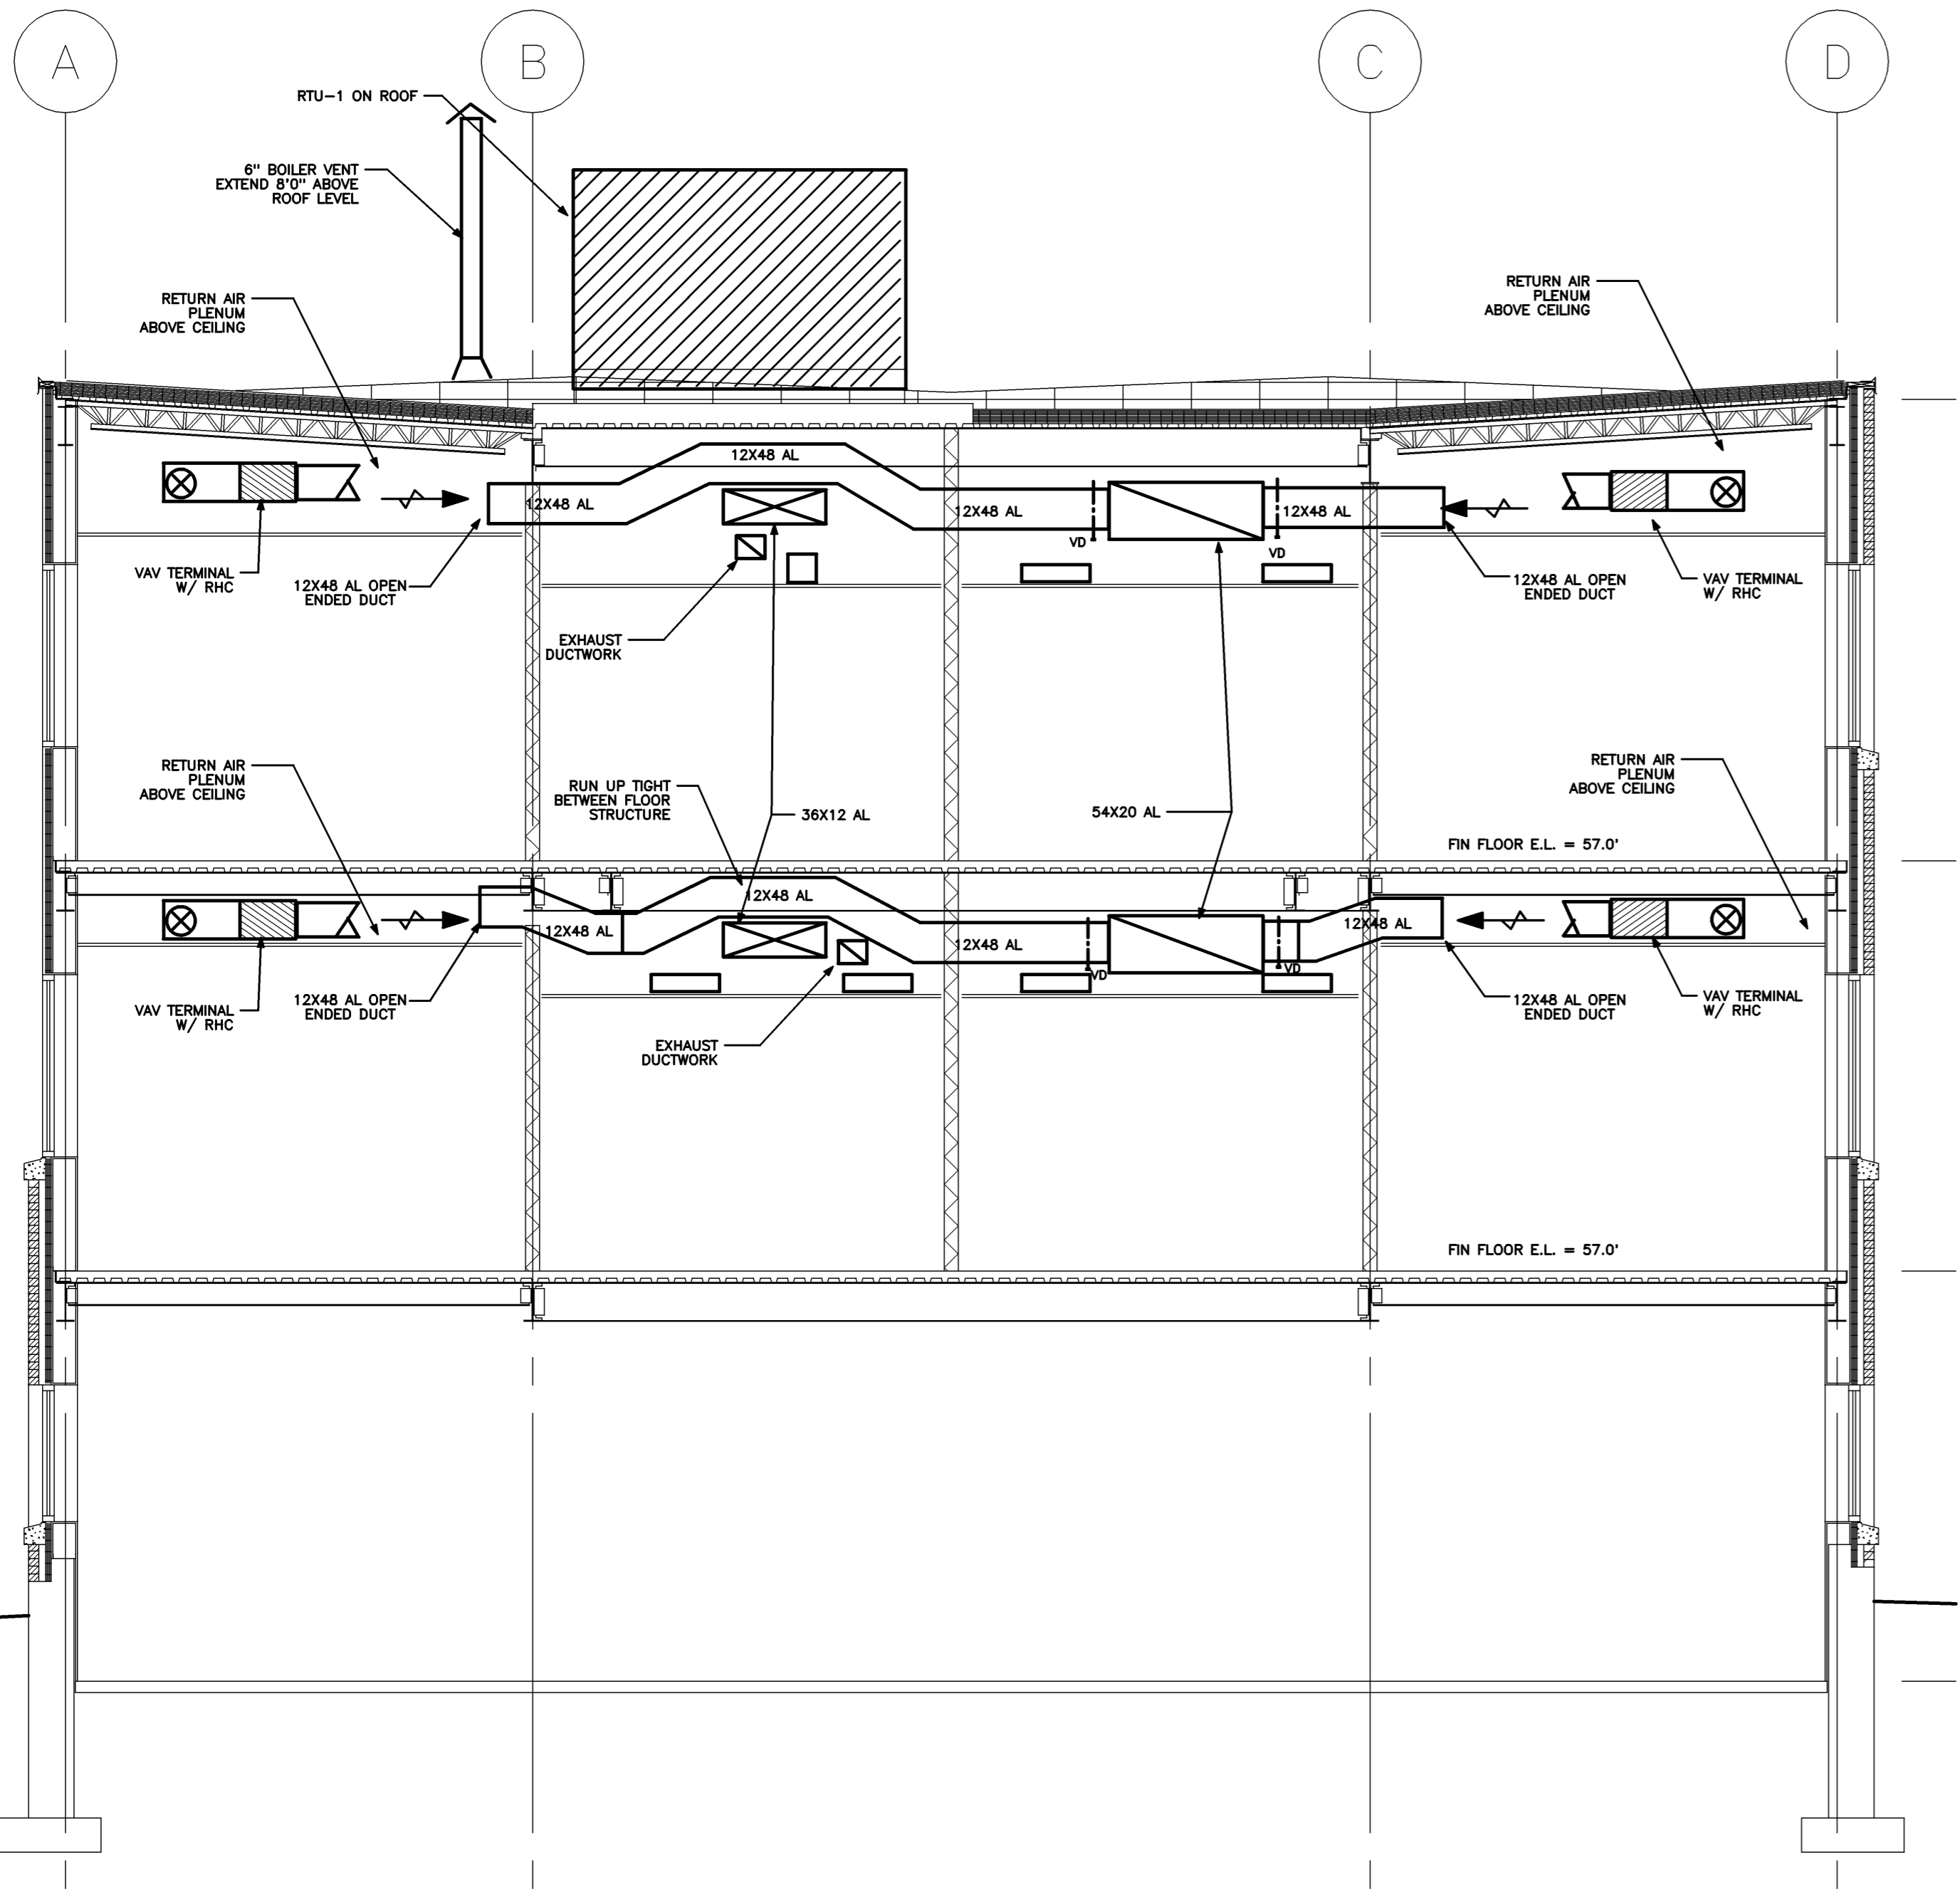 A
B
C
D
RTU-1 ON ROOF
6" BOILER VENT
EXTEND 8'0" ABOVE
ROOF LEVEL
RETURN AIR
PLENUM
ABOVE CEILING
RETURN AIR
PLENUM
ABOVE CEILING
12X48 AL
12X48 AL
12X48 AL
12X48 AL
VD
VD
VAV TERMINAL
W/ RHC
12X48 AL OPEN
ENDED DUCT
12X48 AL OPEN
ENDED DUCT
VAV TERMINAL
W/ RHC
EXHAUST
DUCTWORK
RETURN AIR
PLENUM
ABOVE CEILING
RUN UP TIGHT
BETWEEN FLOOR
STRUCTURE
36X12 AL
54X20 AL
RETURN AIR
PLENUM
ABOVE CEILING
FIN FLOOR E.L. = 57.0'
12X48 AL
12X48 AL
12X48 AL
12X48 AL
VD
VD
VAV TERMINAL
W/ RHC
12X48 AL OPEN
ENDED DUCT
12X48 AL OPEN
ENDED DUCT
VAV TERMINAL
W/ RHC
EXHAUST
DUCTWORK
FIN FLOOR E.L. = 57.0'